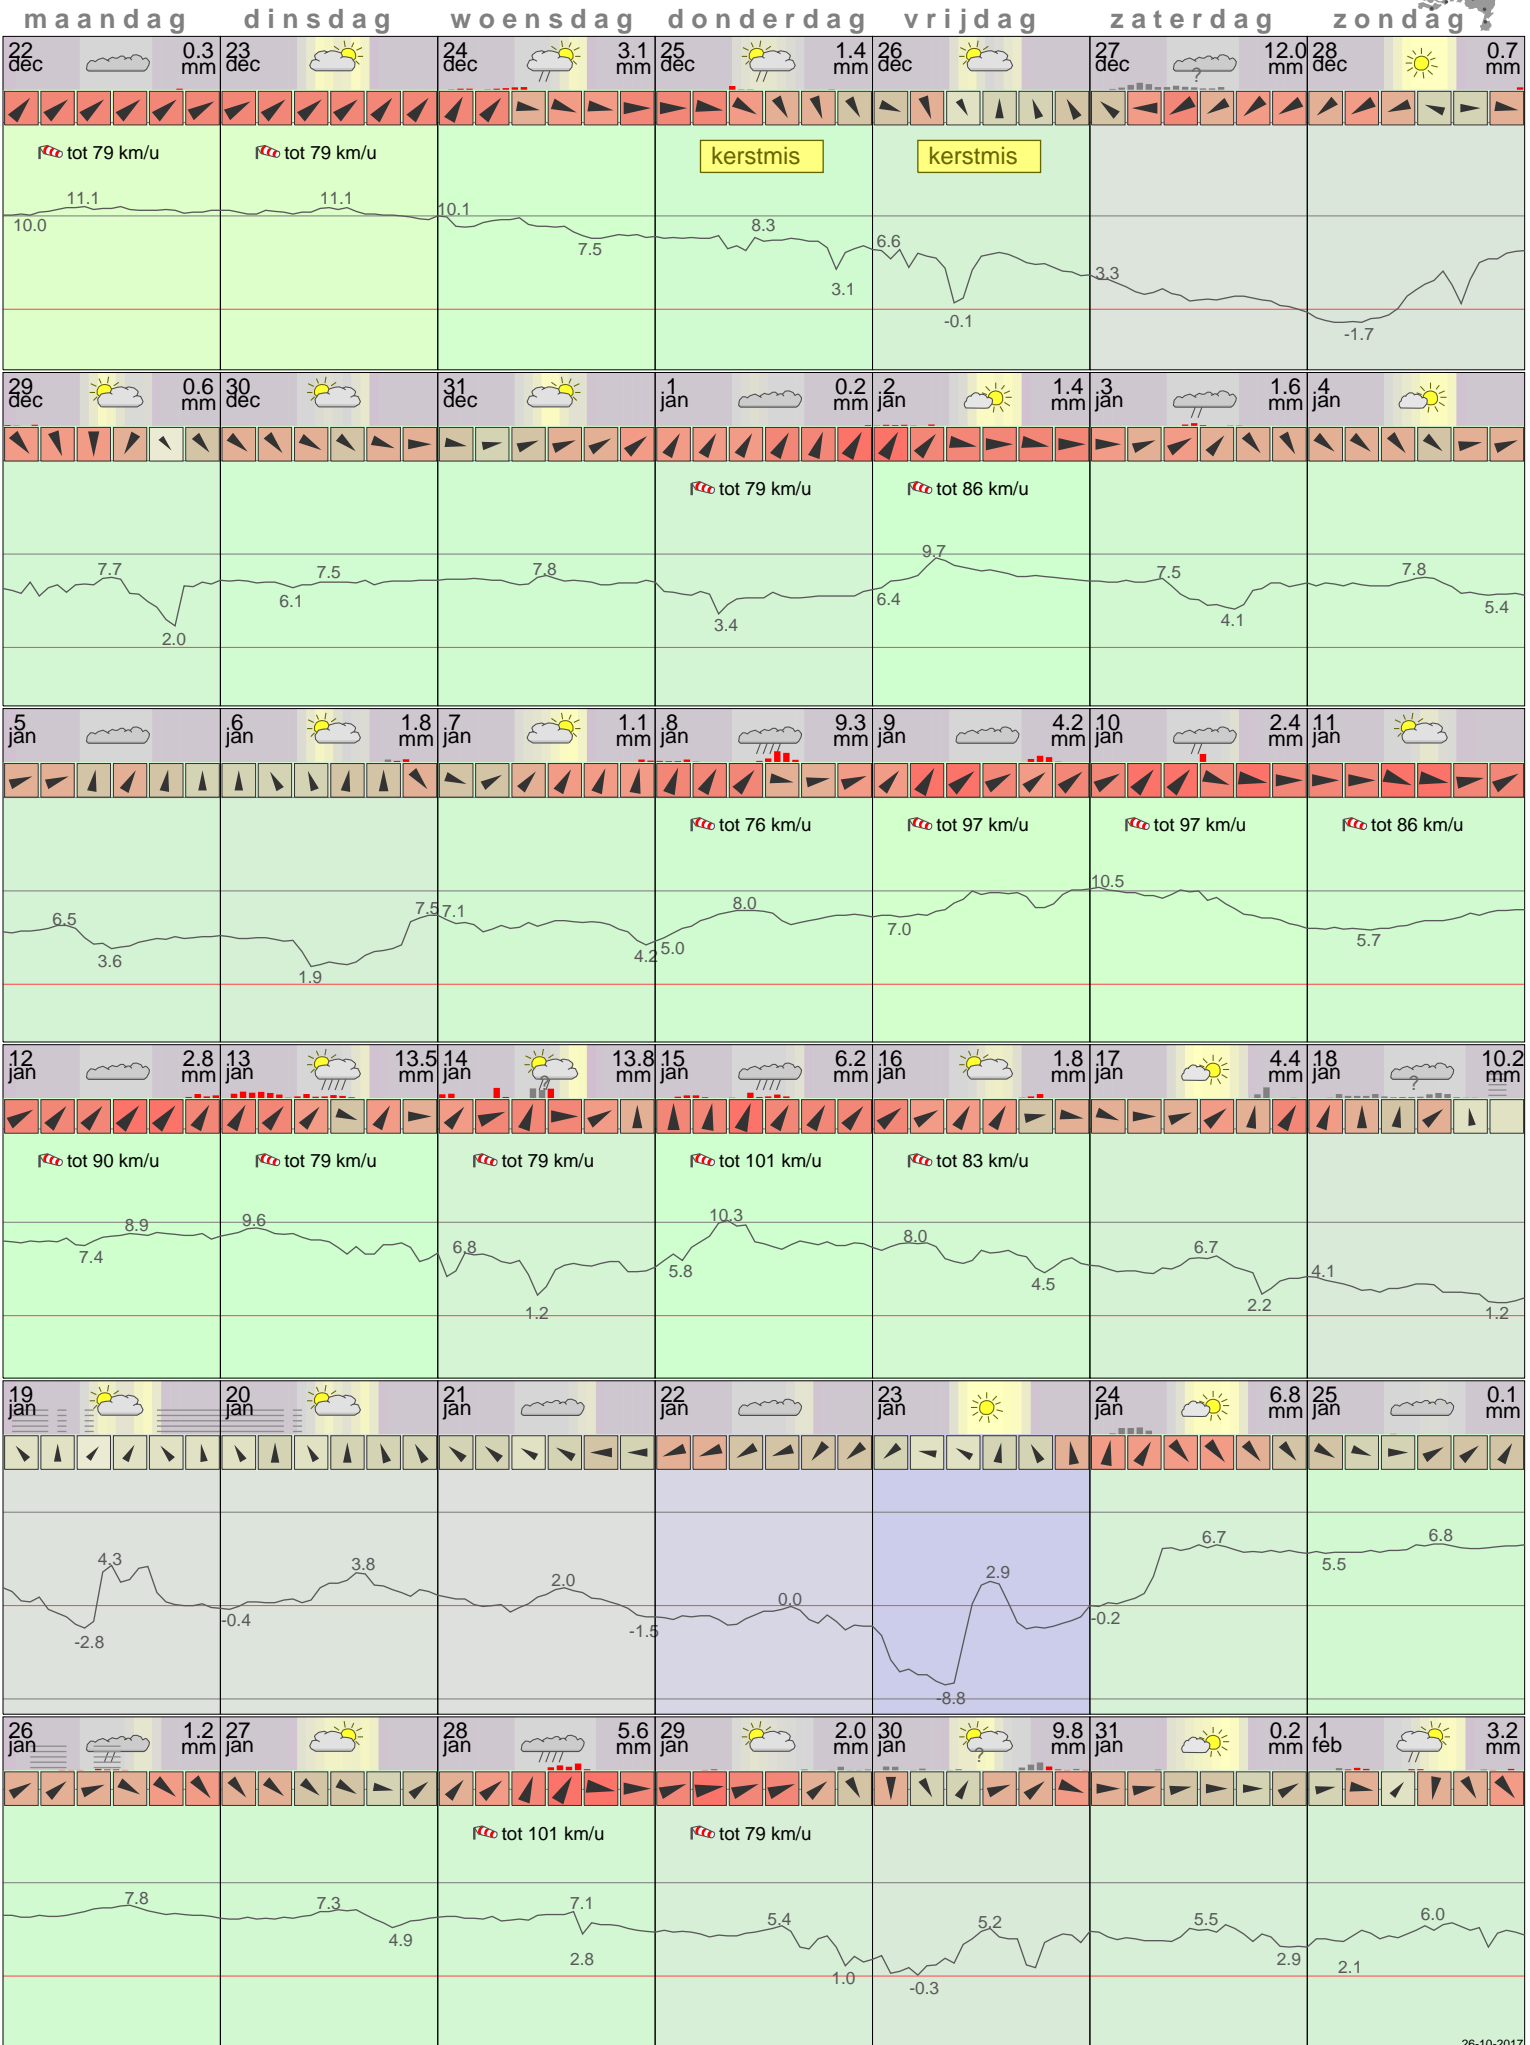 maandag dinsdag woensdag donderdag vrijdag zaterdag zondag
22 dec 0.3 mm 23 dec 24 dec 3.1 mm 25 dec 1.4 mm 26 dec 27 dec 12.0 mm 28 dec 0.7 mm
?
tot 79 km/u tot 79 km/u kerstmis kerstmis
11.1 11.1 10.1 8.3 6.6 3.3
10.0 7.5 3.1 -0.1 -1.7
29 dec 0.6 mm 30 dec 31 dec 1 jan 0.2 mm 2 jan 1.4 mm 3 jan 1.6 mm 4 jan
tot 79 km/u tot 86 km/u
7.7 7.5 7.8 9.7 7.5 7.8
2.0 6.1 3.4 6.4 4.1 5.4
5 jan 6 jan 1.8 mm 7 jan 1.1 mm 8 jan 9.3 mm 9 jan 4.2 mm 10 jan 2.4 mm 11 jan
tot 76 km/u tot 97 km/u tot 97 km/u tot 86 km/u
6.5 7.5 7.1 8.0 10.5
3.6 1.9 4.2 5.0 7.0 5.7
12 jan 2.8 mm 13 jan 13.5 mm 14 jan 13.8 mm 15 jan 6.2 mm 16 jan 1.8 mm 17 jan 4.4 mm 18 jan 10.2 mm
? ?
tot 90 km/u tot 79 km/u tot 79 km/u tot 101 km/u tot 83 km/u
8.9 9.6 6.8 10.3 8.0 6.7 4.1
7.4 1.2 5.8 4.5 2.2 1.2
19 jan 20 jan 21 jan 22 jan 23 jan 24 jan 6.8 mm 25 jan 0.1 mm
4.3 3.8 2.0 0.0 2.9 6.7 6.8
-2.8 -0.4 -1.5 -8.8 -0.2 5.5
26 jan 1.2 mm 27 jan 28 jan 5.6 mm 29 jan 2.0 mm 30 jan 9.8 mm 31 jan 0.2 mm 1 feb 3.2 mm
?
tot 101 km/u tot 79 km/u
7.8 7.3 7.1 5.4 5.2 5.5 6.0
4.9 2.8 1.0 -0.3 2.9 2.1
26-10-2017